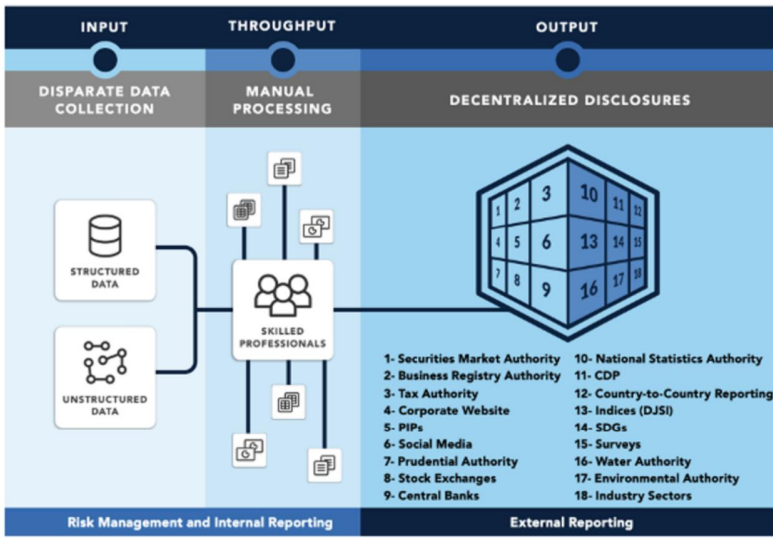 INPUT
THROUGHPUT
OUTPUT
DISPARATE DATA
COLLECTION
MANUAL
PROCESSING
DECENTRALIZED DISCLOSURES
STRUCTURED
DATA
UNSTRUCTURED
DATA
SKILLED
PROFESSIONALS
1 2 3 10 11 12
4 5 6 13 14 15
7 8 9 16 17 18
1- Securities Market Authority
2- Business Registry Authority
3- Tax Authority
4- Corporate Website
5- PIPs
6- Social Media
7- Prudential Authority
8- Stock Exchanges
9- Central Banks
10- National Statistics Authority
11- CDP
12- Country-to-Country Reporting
13- Indices (DJSI)
14- SDGs
15- Surveys
16- Water Authority
17- Environmental Authority
18- Industry Sectors
Risk Management and Internal Reporting
External Reporting